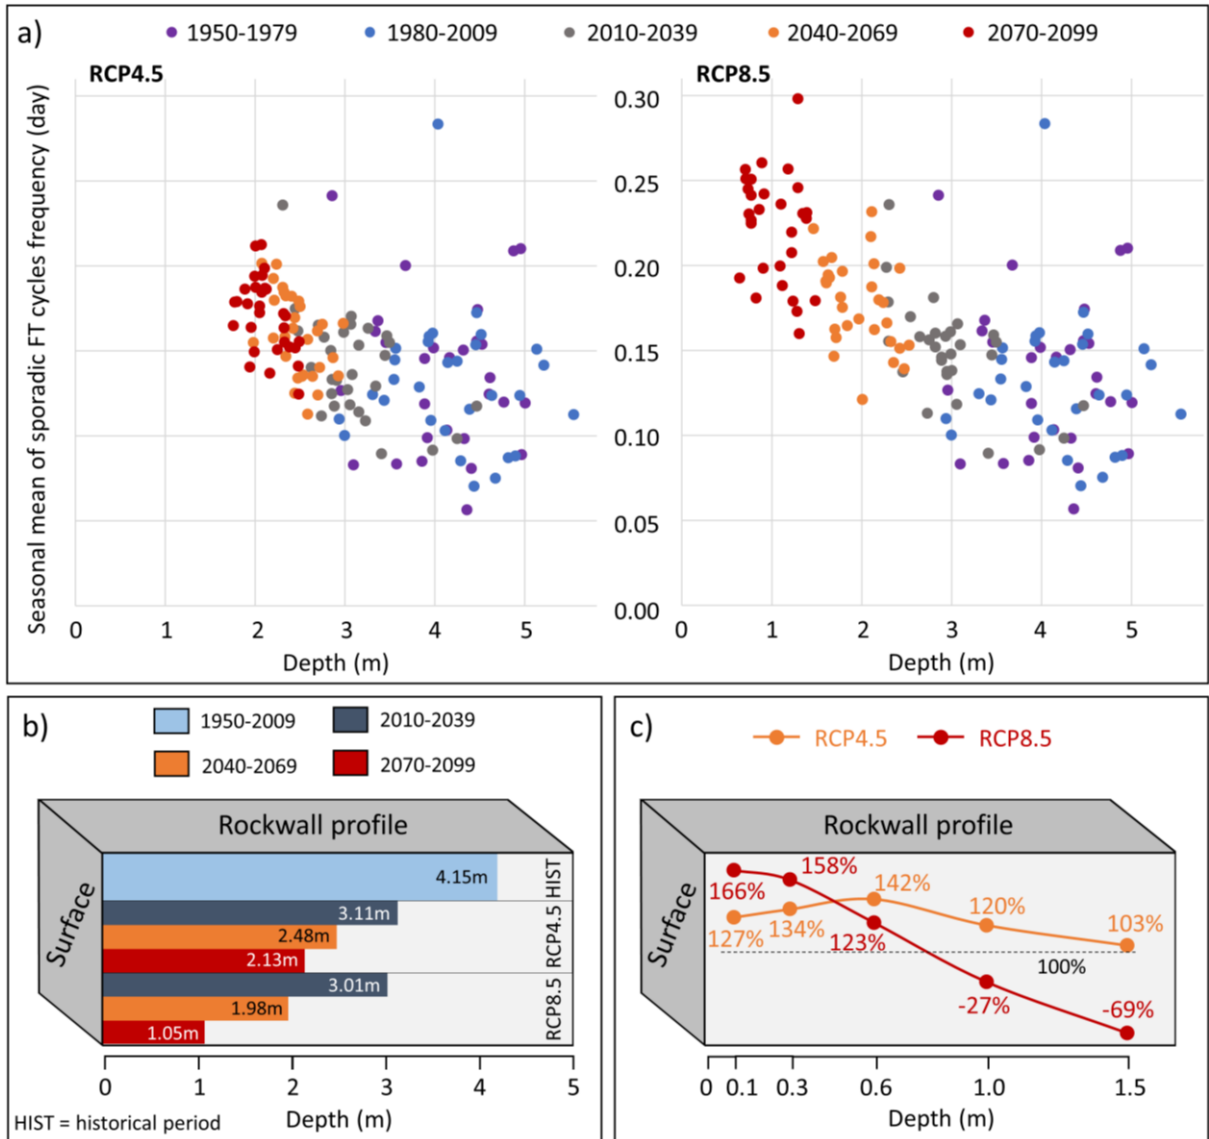 a)
1950-1979
1980-2009
2010-2039
2040-2069
2070-2099
RCP4.5
RCP8.5
Seasonal mean of sporadic FT cycles frequency (day)
0.30
0.25
0.20
0.15
0.10
0.05
0.00
0 1 2 3 4 5
Depth (m)
0 1 2 3 4 5
Depth (m)
b)
1950-2009
2010-2039
2040-2069
2070-2099
Rockwall profile
Surface
4.15m
HIST
3.11m
2.48m
2.13m
RCP4.5
3.01m
1.98m
1.05m
RCP8.5
0 1 2 3 4 5
HIST = historical period
Depth (m)
c)
RCP4.5
RCP8.5
Rockwall profile
Surface
166%
158%
142%
120%
103%
127%
134%
123%
100%
-27%
-69%
0 0.1 0.3 0.6 1.0 1.5
Depth (m)